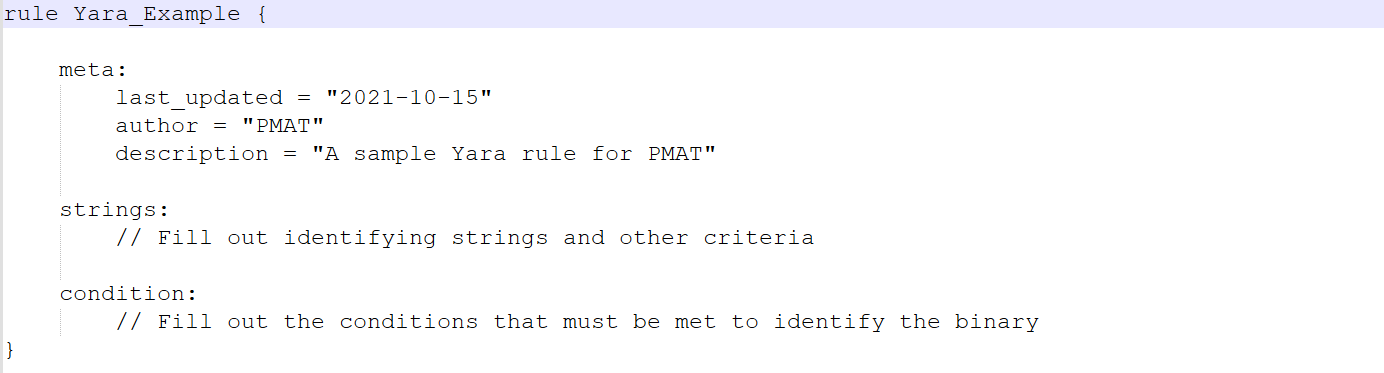 rule Yara_Example {
meta:
last_updated = "2021-10-15"
author = "PMAT"
description = "A sample Yara rule for PMAT"
strings:
// Fill out identifying strings and other criteria
condition:
// Fill out the conditions that must be met to identify the binary
}